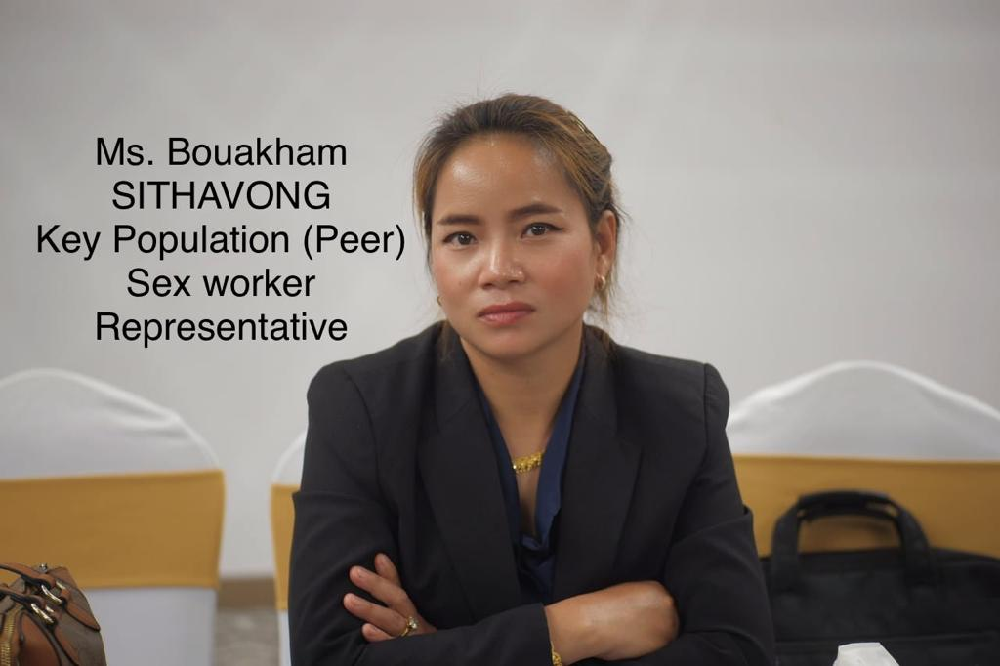 Ms. Bouakham
SITHAVONG
Key Population (Peer)
Sex worker
Representative